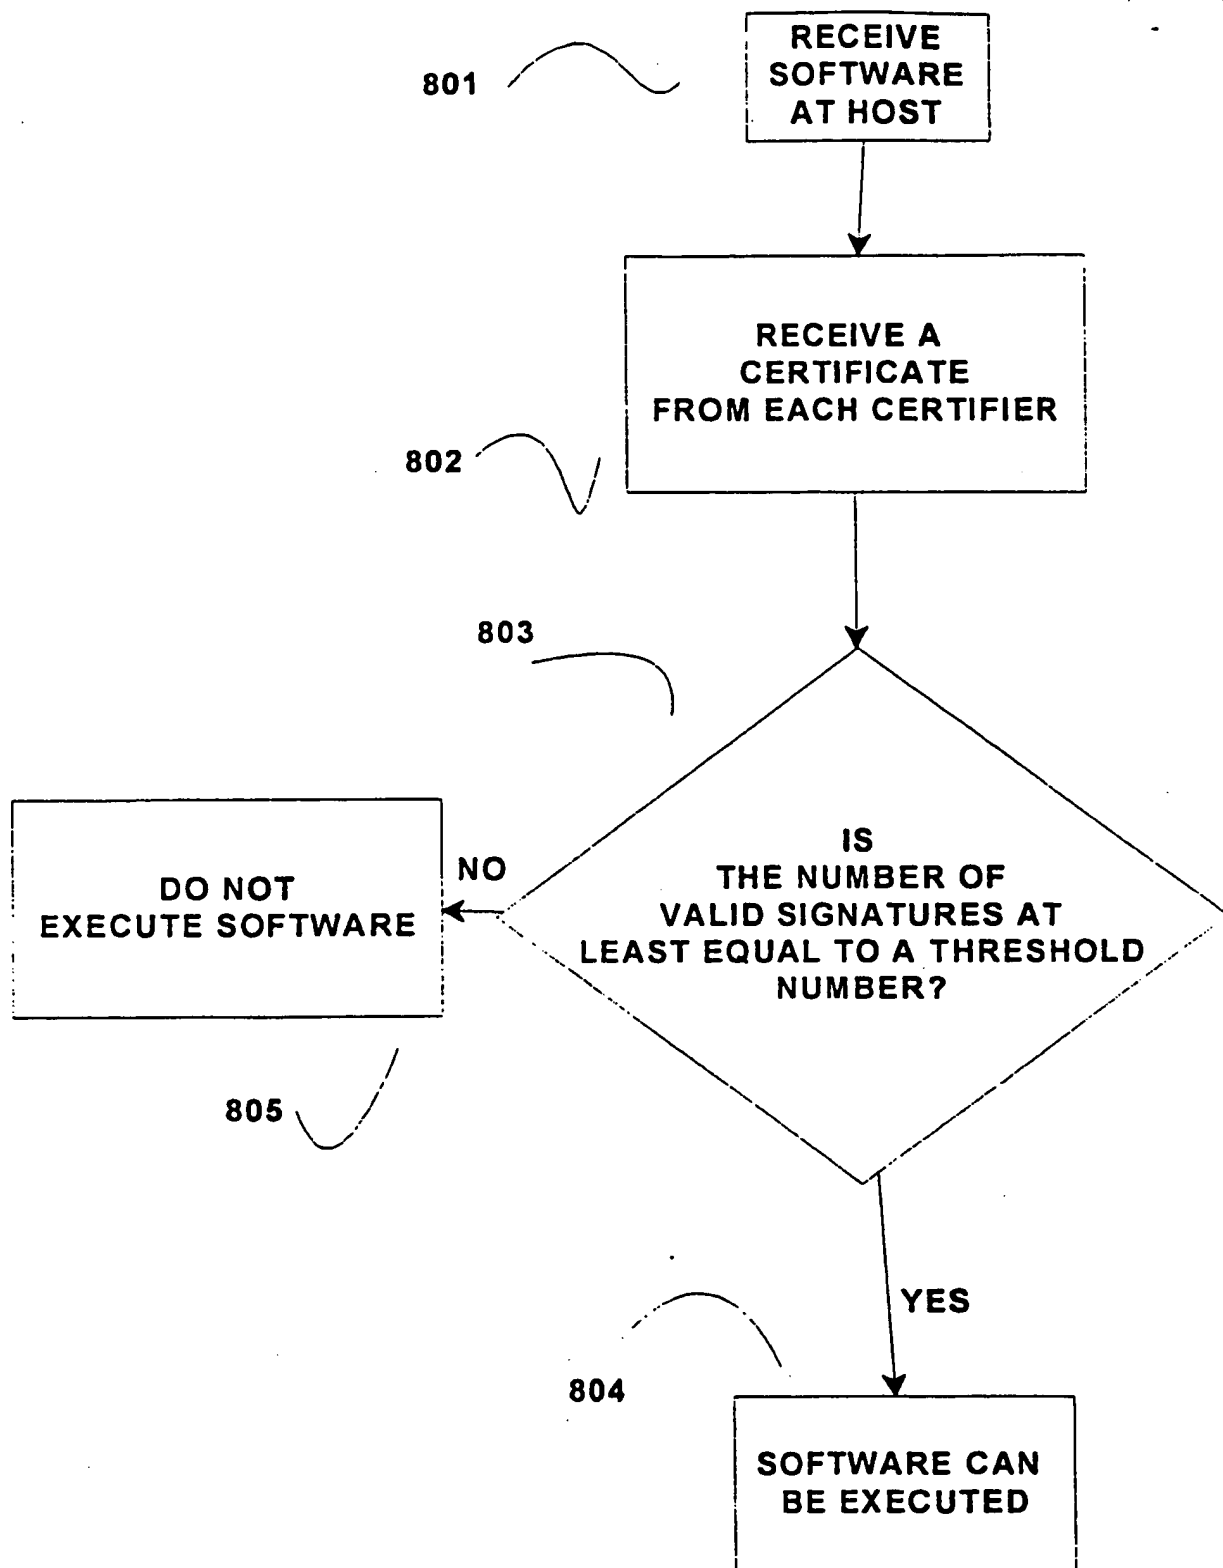 RECEIVE
SOFTWARE
AT HOST
801
RECEIVE A
CERTIFICATE
FROM EACH CERTIFIER
802
803
IS
THE NUMBER OF
VALID SIGNATURES AT
LEAST EQUAL TO A THRESHOLD
NUMBER?
NO
DO NOT
EXECUTE SOFTWARE
805
YES
804
SOFTWARE CAN
BE EXECUTED